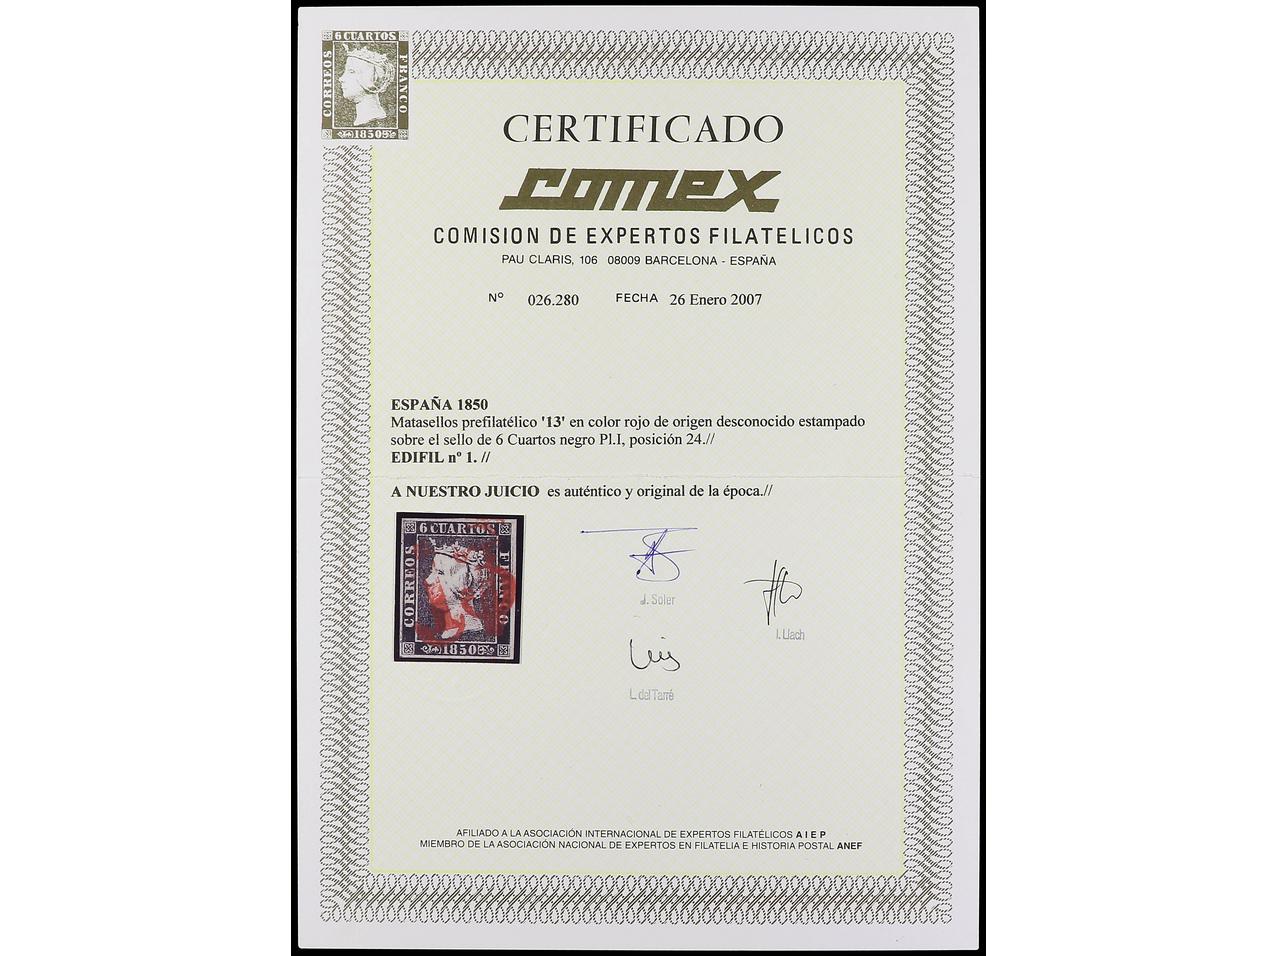 6 CUARTOS
CORREOS
FRANCO
1850
CERTIFICADO
comex
COMISION DE EXPERTOS FILATELICOS
PAU CLARIS, 106 08009 BARCELONA - ESPAÑA
Nº 026.280 FECHA 26 Enero 2007
ESPAÑA 1850
Matasellos prefilatélico '13' en color rojo de origen desconocido estampado
sobre el sello de 6 Cuartos negro Pl.I, posición 24.//
EDIFIL nº 1. //
A NUESTRO JUICIO es auténtico y original de la época.//
6 CUARTOS
CORREOS
FRANCO
1850
J. Soler
I. Llach
L. del Tarré
AFILIADO A LA ASOCIACIÓN INTERNACIONAL DE EXPERTOS FILATÉLICOS A I E P
MIEMBRO DE LA ASOCIACIÓN NACIONAL DE EXPERTOS EN FILATELIA E HISTORIA POSTAL ANEF